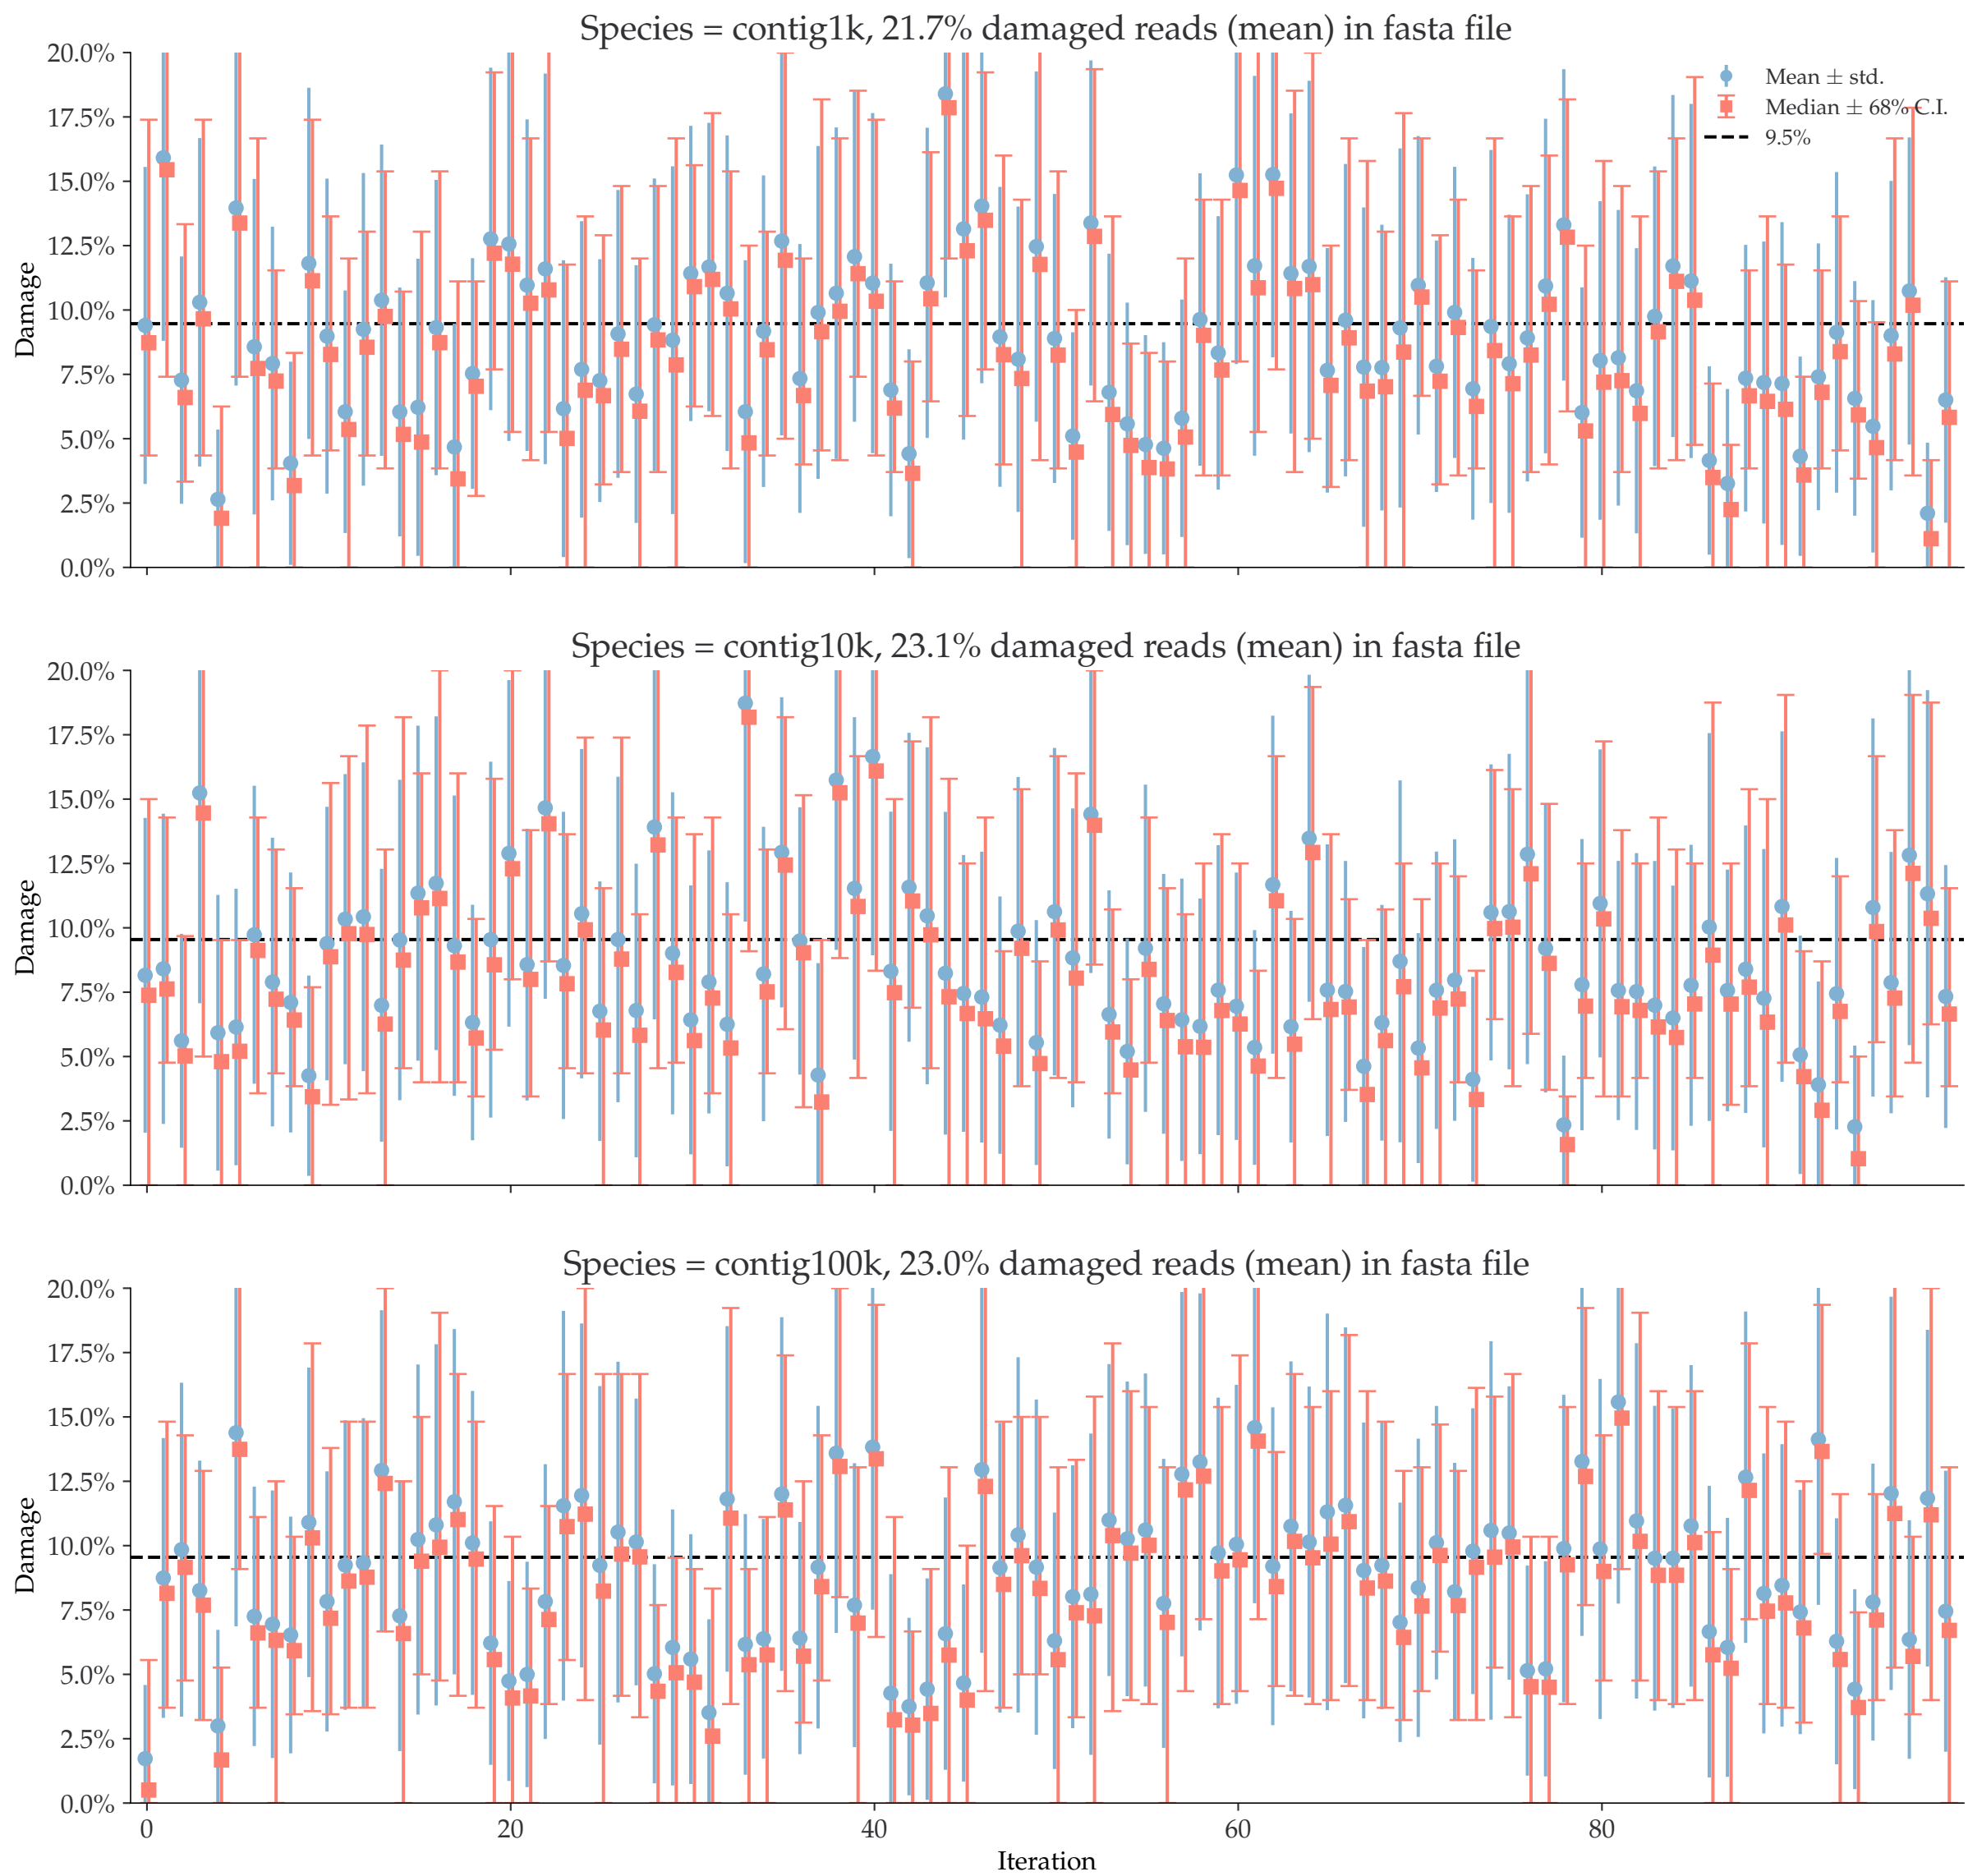 Species = contig1k, 21.7% damaged reads (mean) in fasta file
20.0%
17.5%
15.0%
12.5%
10.0%
7.5%
5.0%
2.5%
0.0%
Damage
Mean ± std.
Median ± 68% C.I.
9.5%
Species = contig10k, 23.1% damaged reads (mean) in fasta file
20.0%
17.5%
15.0%
12.5%
10.0%
7.5%
5.0%
2.5%
0.0%
Damage
Species = contig100k, 23.0% damaged reads (mean) in fasta file
20.0%
17.5%
15.0%
12.5%
10.0%
7.5%
5.0%
2.5%
0.0%
Damage
0 20 40 60 80
Iteration